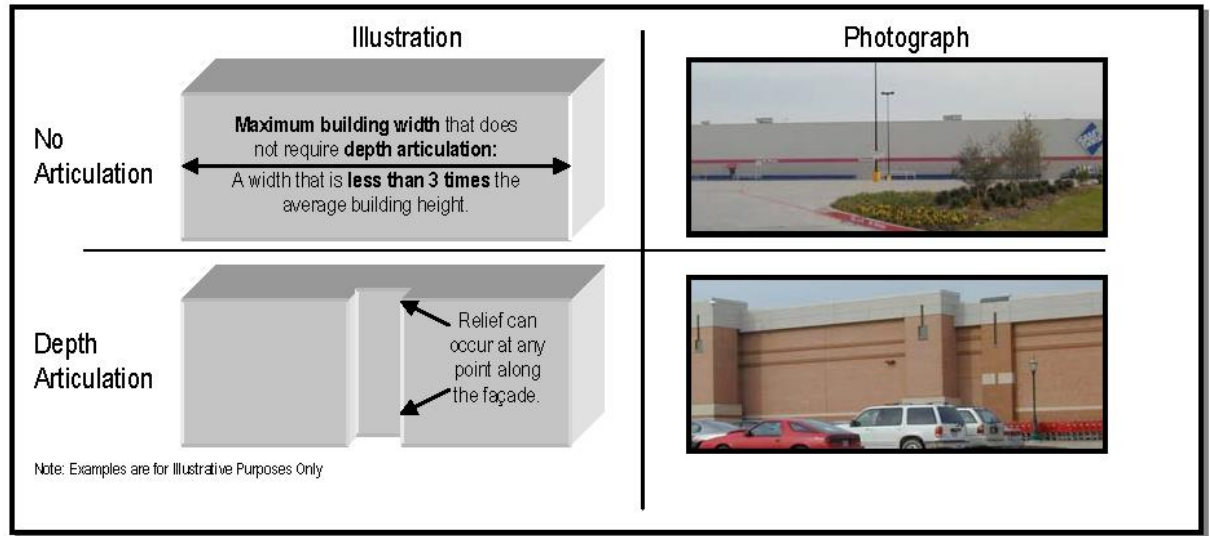 Illustration
Photograph
No
Articulation
Maximum building width that does
not require depth articulation:
A width that is less than 3 times the
average building height.
Depth
Articulation
Relief can
occur at any
point along
the façade.
Note: Examples are for Illustrative Purposes Only